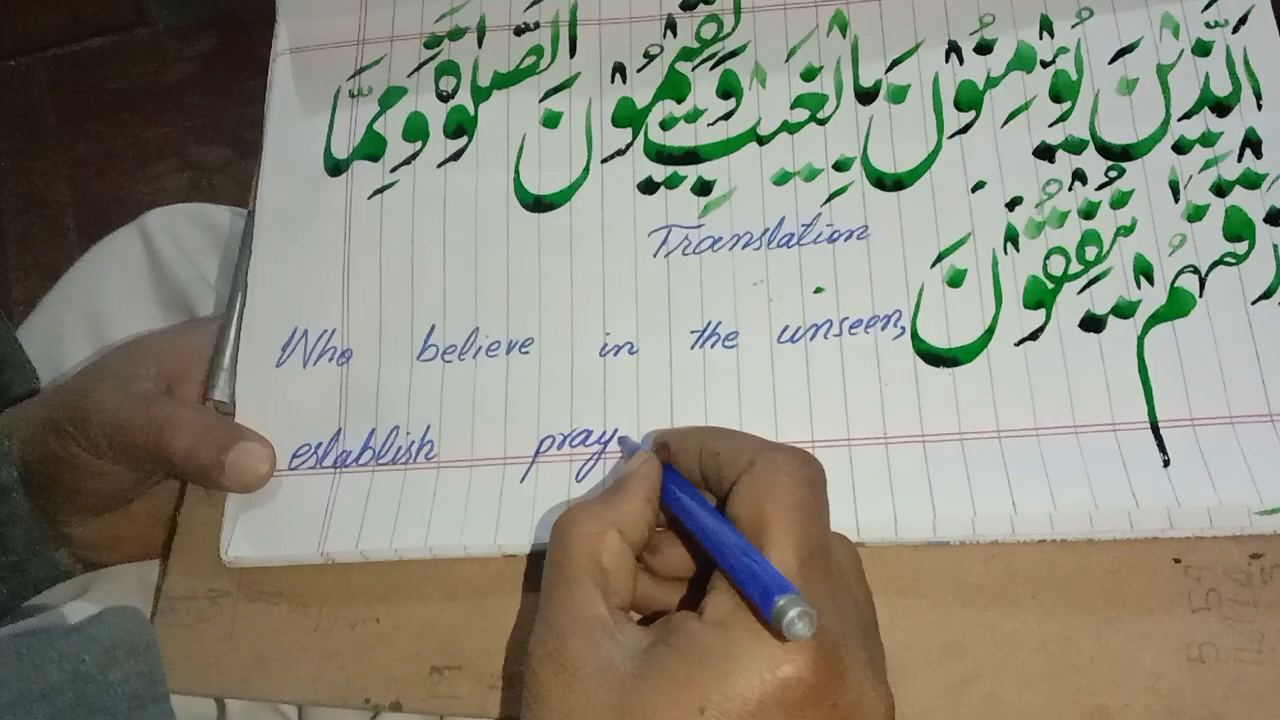 الَّذِيْنَ يُؤْمِنُوْنَ بِالْغَيْبِ وَيُقِيْمُوْنَ الصَّلٰوةَ وَمِمَّا
رَزَقْنٰهُمْ يُنْفِقُوْنَ
Translation
Who believe in the unseen,
establish pray